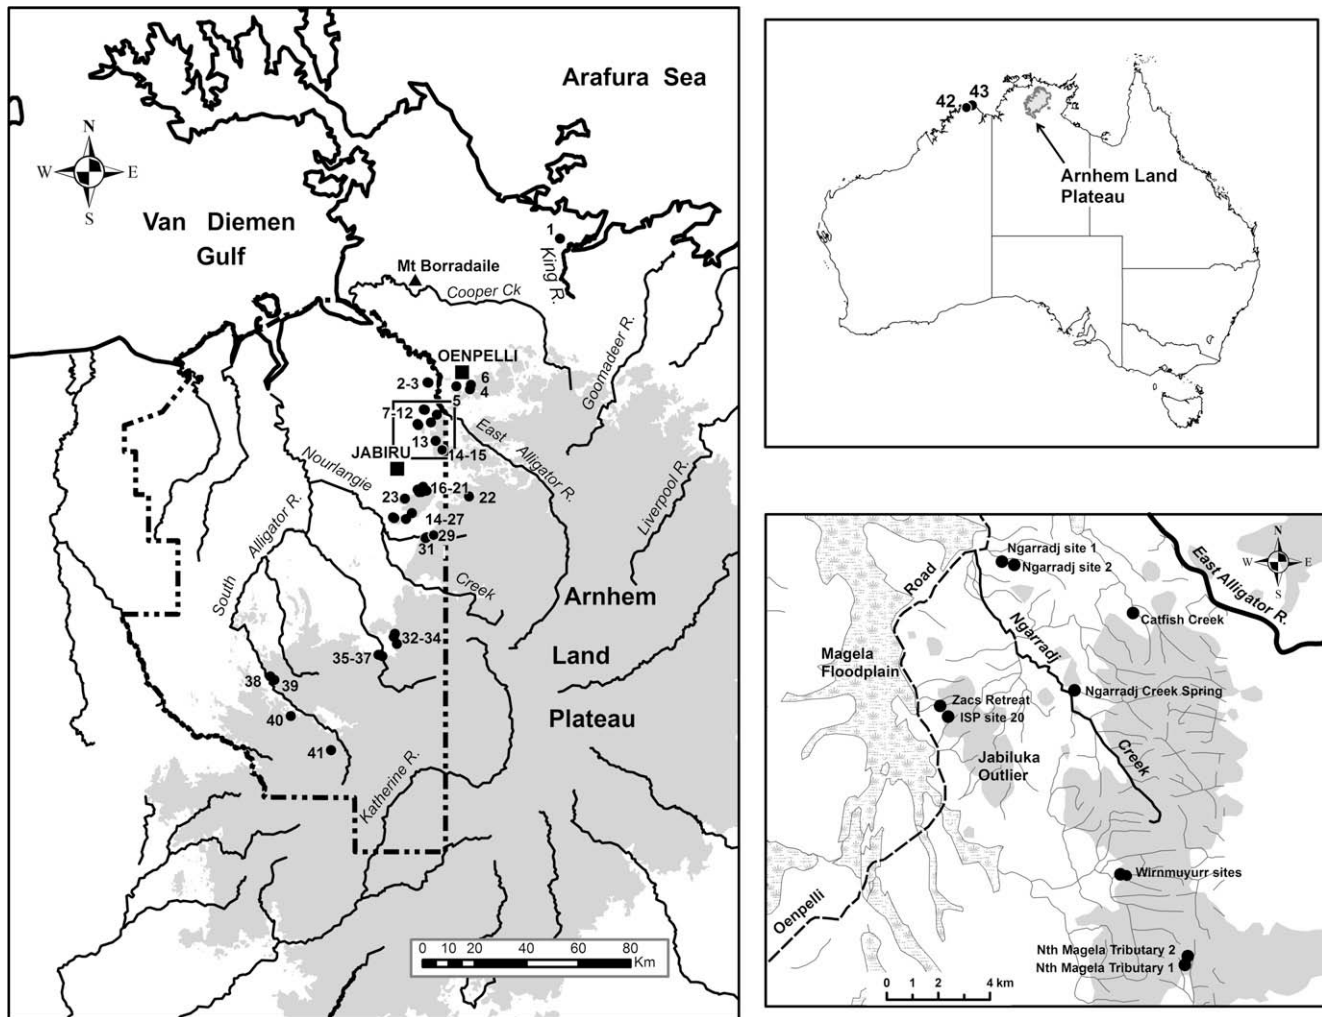 Arafura Sea
N
W
E
S
Van Diemen
Gulf
1
King R.
Mt Borradaile
Cooper Ck
Goomadeer R.
OENPELLI
2-3
6
4
5
7-12
East Alligator R.
13
JABIRU
14-15
Nourlangie
16-21
23
22
Liverpool R.
14-27
29
31
Alligator R.
South
Creek
Arnhem
32-34
35-37
Land
38
39
Plateau
40
41
Katherine R.
0 10 20 40 60 80
Km
42
43
Arnhem Land
Plateau
Ngarradj site 1
Ngarradj site 2
N
W
E
S
East Alligator R.
Road
Catfish Creek
Ngarradj
Magela
Floodplain
Ngarradj Creek Spring
Zacs Retreat
ISP site 20
Jabiluka
Outlier
Creek
Wirnmuyurr sites
Oenpelli
Nth Magela Tributary 2
Nth Magela Tributary 1
0 2 4 km